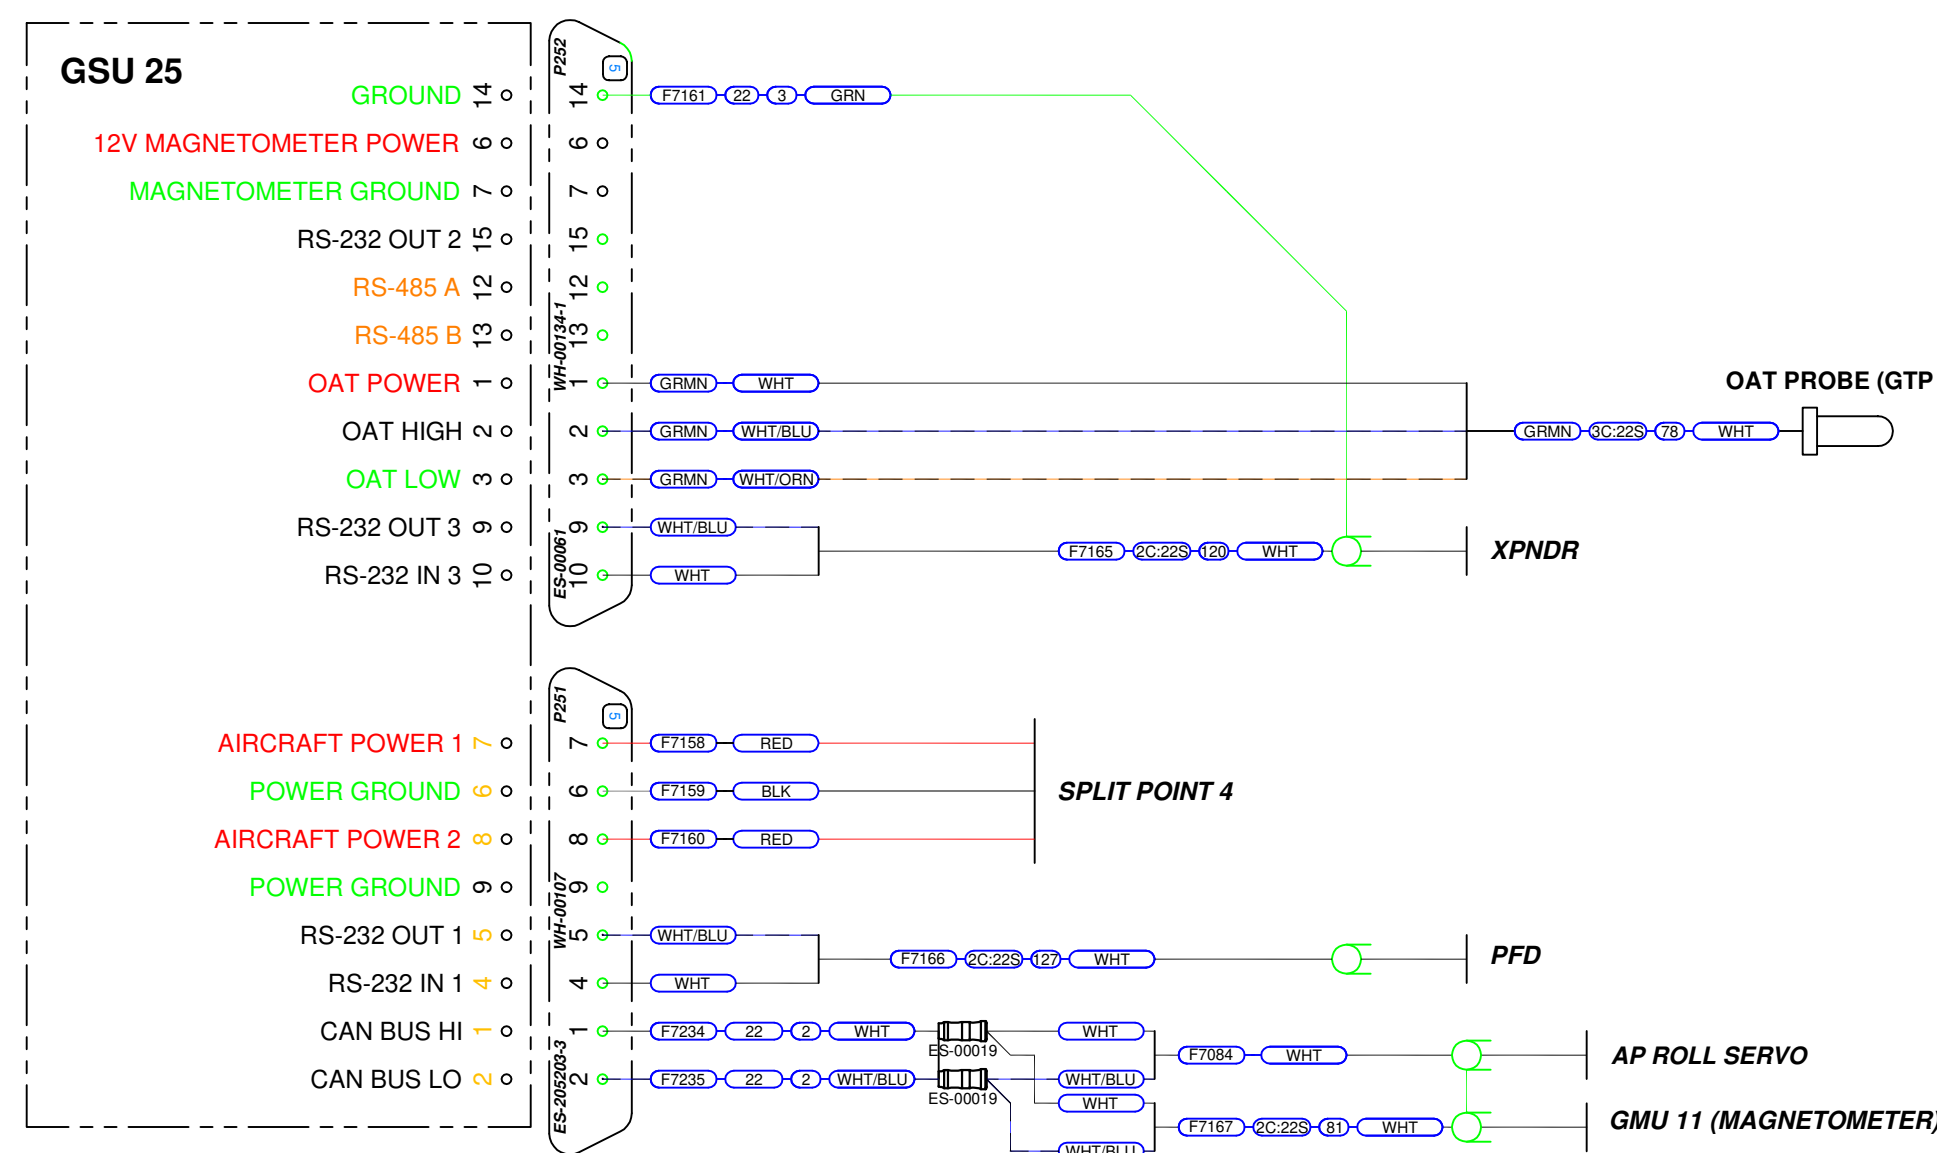 GSU 25
P252
5
GROUND 14 14 F7161 22 3 GRN
12V MAGNETOMETER POWER 6 6
MAGNETOMETER GROUND 7 7
RS-232 OUT 2 15 15
RS-485 A 12 12
RS-485 B 13 13
WH-00134-1
OAT POWER 1 1 GRMN WHT
OAT PROBE (GTP
OAT HIGH 2 2 GRMN WHT/BLU GRMN 3C:22S 78 WHT
OAT LOW 3 3 GRMN WHT/ORN
RS-232 OUT 3 9 9 WHT/BLU
F7165 2C:22S 120 WHT XPNDR
RS-232 IN 3 10 10 WHT
ES-00061
P251
5
AIRCRAFT POWER 1 7 7 F7158 RED
POWER GROUND 6 6 F7159 BLK SPLIT POINT 4
AIRCRAFT POWER 2 8 8 F7160 RED
POWER GROUND 9 9
WH-00107
RS-232 OUT 1 5 5 WHT/BLU
F7166 2C:22S 127 WHT PFD
RS-232 IN 1 4 4 WHT
CAN BUS HI 1 1 F7234 22 2 WHT WHT
ES-00019
F7084 WHT AP ROLL SERVO
CAN BUS LO 2 2 F7235 22 2 WHT/BLU WHT/BLU
ES-00019
WHT
ES-205203-3
F7167 2C:22S 81 WHT GMU 11 (MAGNETOMETER)
WHT/BLU